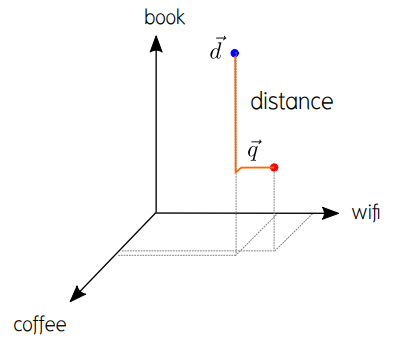 book
d⃗
distance
q⃗
wifi
coffee